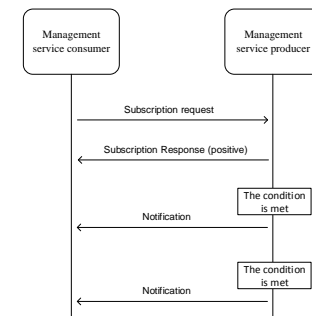 Management
service consumer
Management
service producer
Subscription request
Subscription Response (positive)
The condition
is met
Notification
The condition
is met
Notification